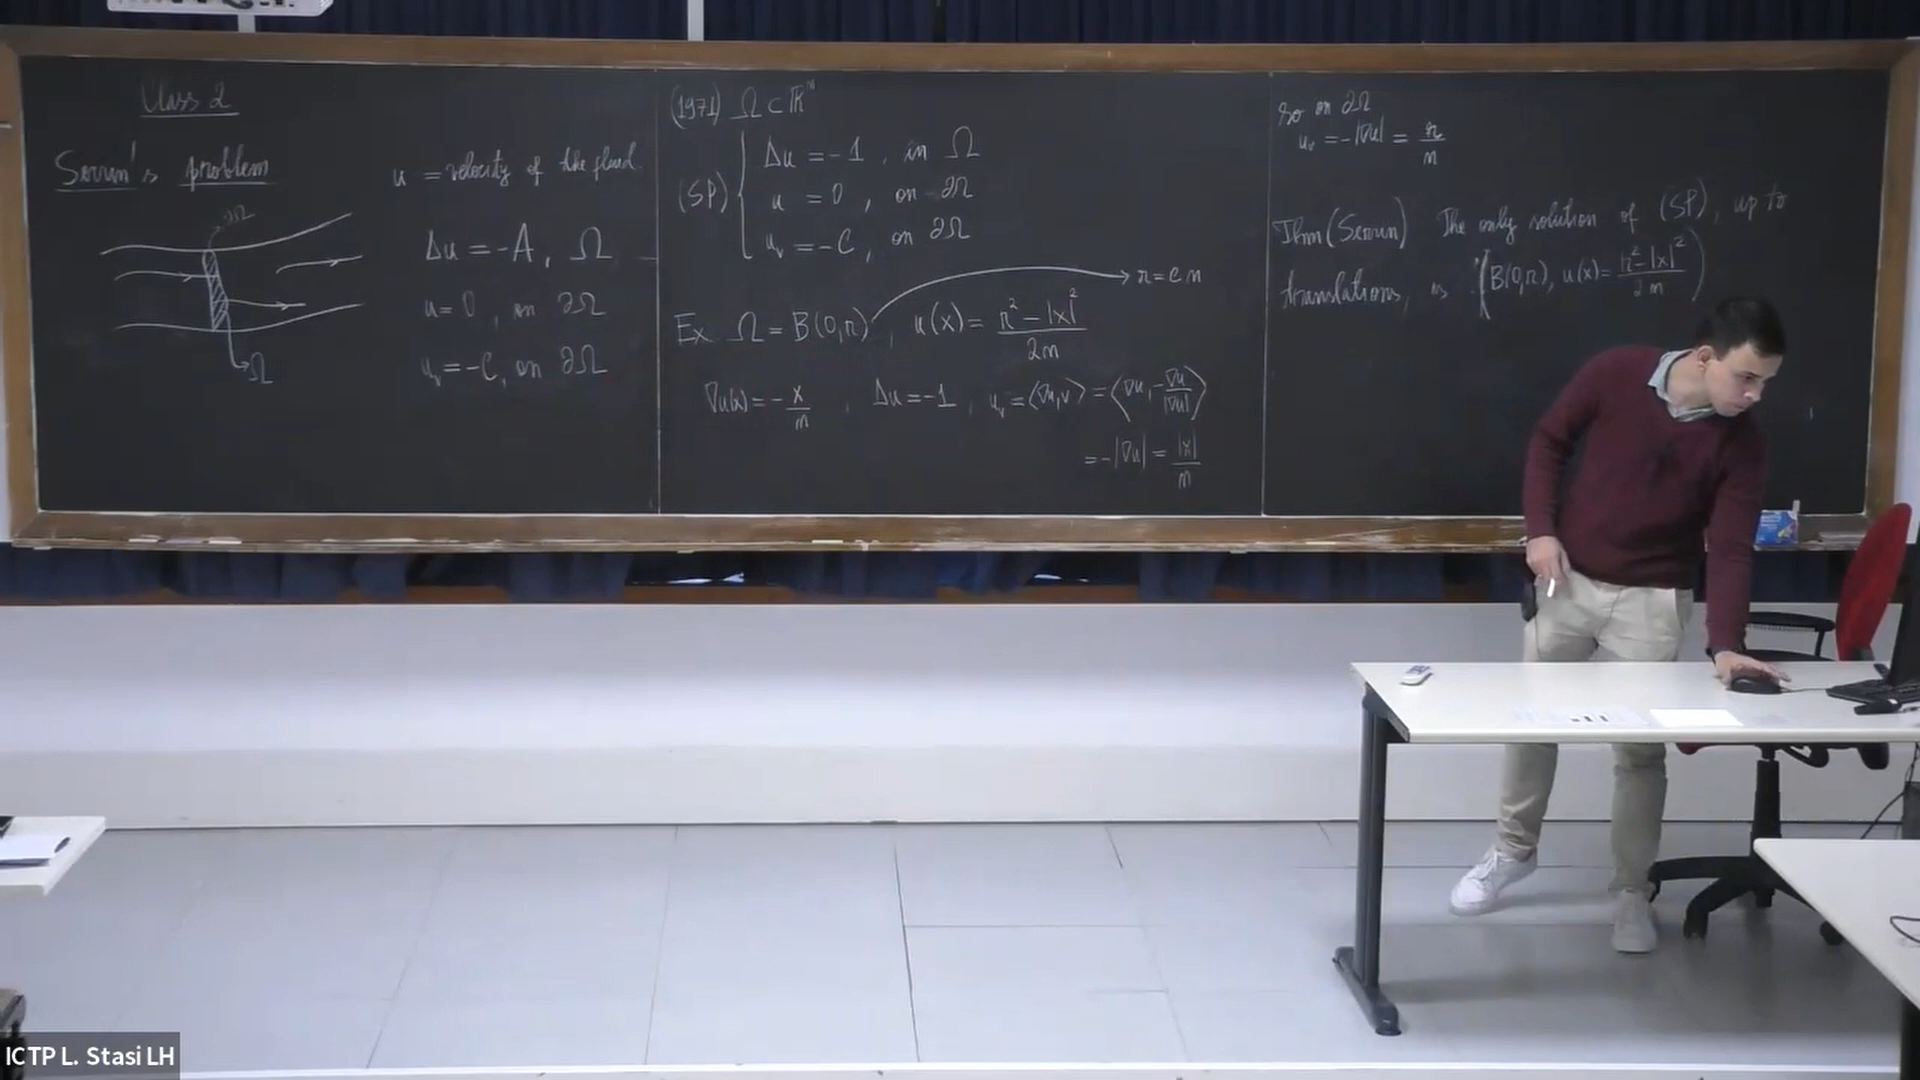 Class 2
Serrin's problem
∂Ω
Ω
u = velocity of the fluid.
Δu = -A, Ω
u = 0, on ∂Ω
u_ν = -C, on ∂Ω
(1971) Ω ⊂ ℝⁿ
(SP) { Δu = -1, in Ω
u = 0, on ∂Ω
u_ν = -C, on ∂Ω
→ r = c n
Ex. Ω = B(0,r), u(x) = (r² - |x|²)/2n
∇u(x) = -x/n, Δu = -1, u_ν = ⟨∇u, ν⟩ = ⟨∇u, -∇u/|∇u|⟩
= -|∇u| = |x|/n
so on ∂Ω
u_ν = -|∇u| = r/n
Thm (Serrin) The only solution of (SP), up to
translations, is (B(0,r), u(x) = (r² - |x|²)/2n)
ICTP L. Stasi LH